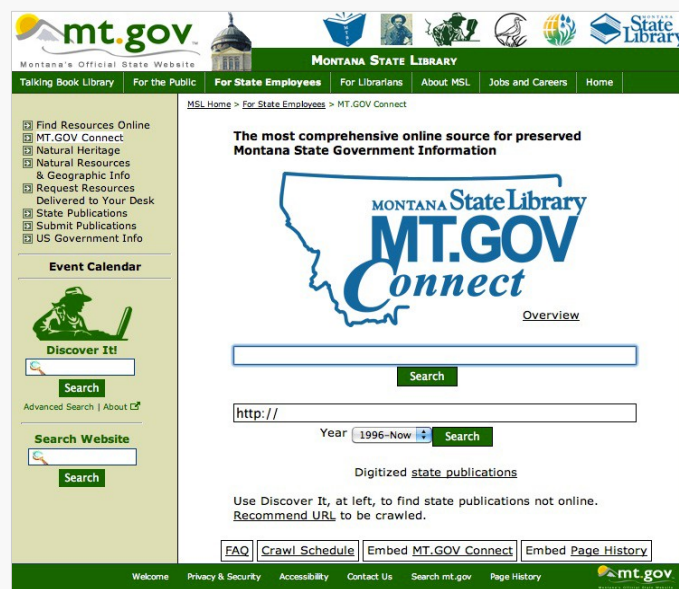 mt.gov
Montana's Official State Website
State
Library
MONTANA STATE LIBRARY
Talking Book Library
For the Public
For State Employees
For Librarians
About MSL
Jobs and Careers
Home
MSL Home > For State Employees > MT.GOV Connect
Find Resources Online
MT.GOV Connect
Natural Heritage
Natural Resources
& Geographic Info
Request Resources
Delivered to Your Desk
State Publications
Submit Publications
US Government Info
Event Calendar
Discover It!
Search
Advanced Search | About
Search Website
Search
The most comprehensive online source for preserved
Montana State Government Information
MONTANA State Library
MT.GOV
Connect
Overview
Search
http://
Year 1996-Now Search
Digitized state publications
Use Discover It, at left, to find state publications not online.
Recommend URL to be crawled.
FAQ
Crawl Schedule
Embed MT.GOV Connect
Embed Page History
Welcome
Privacy & Security
Accessibility
Contact Us
Search mt.gov
Page History
mt.gov